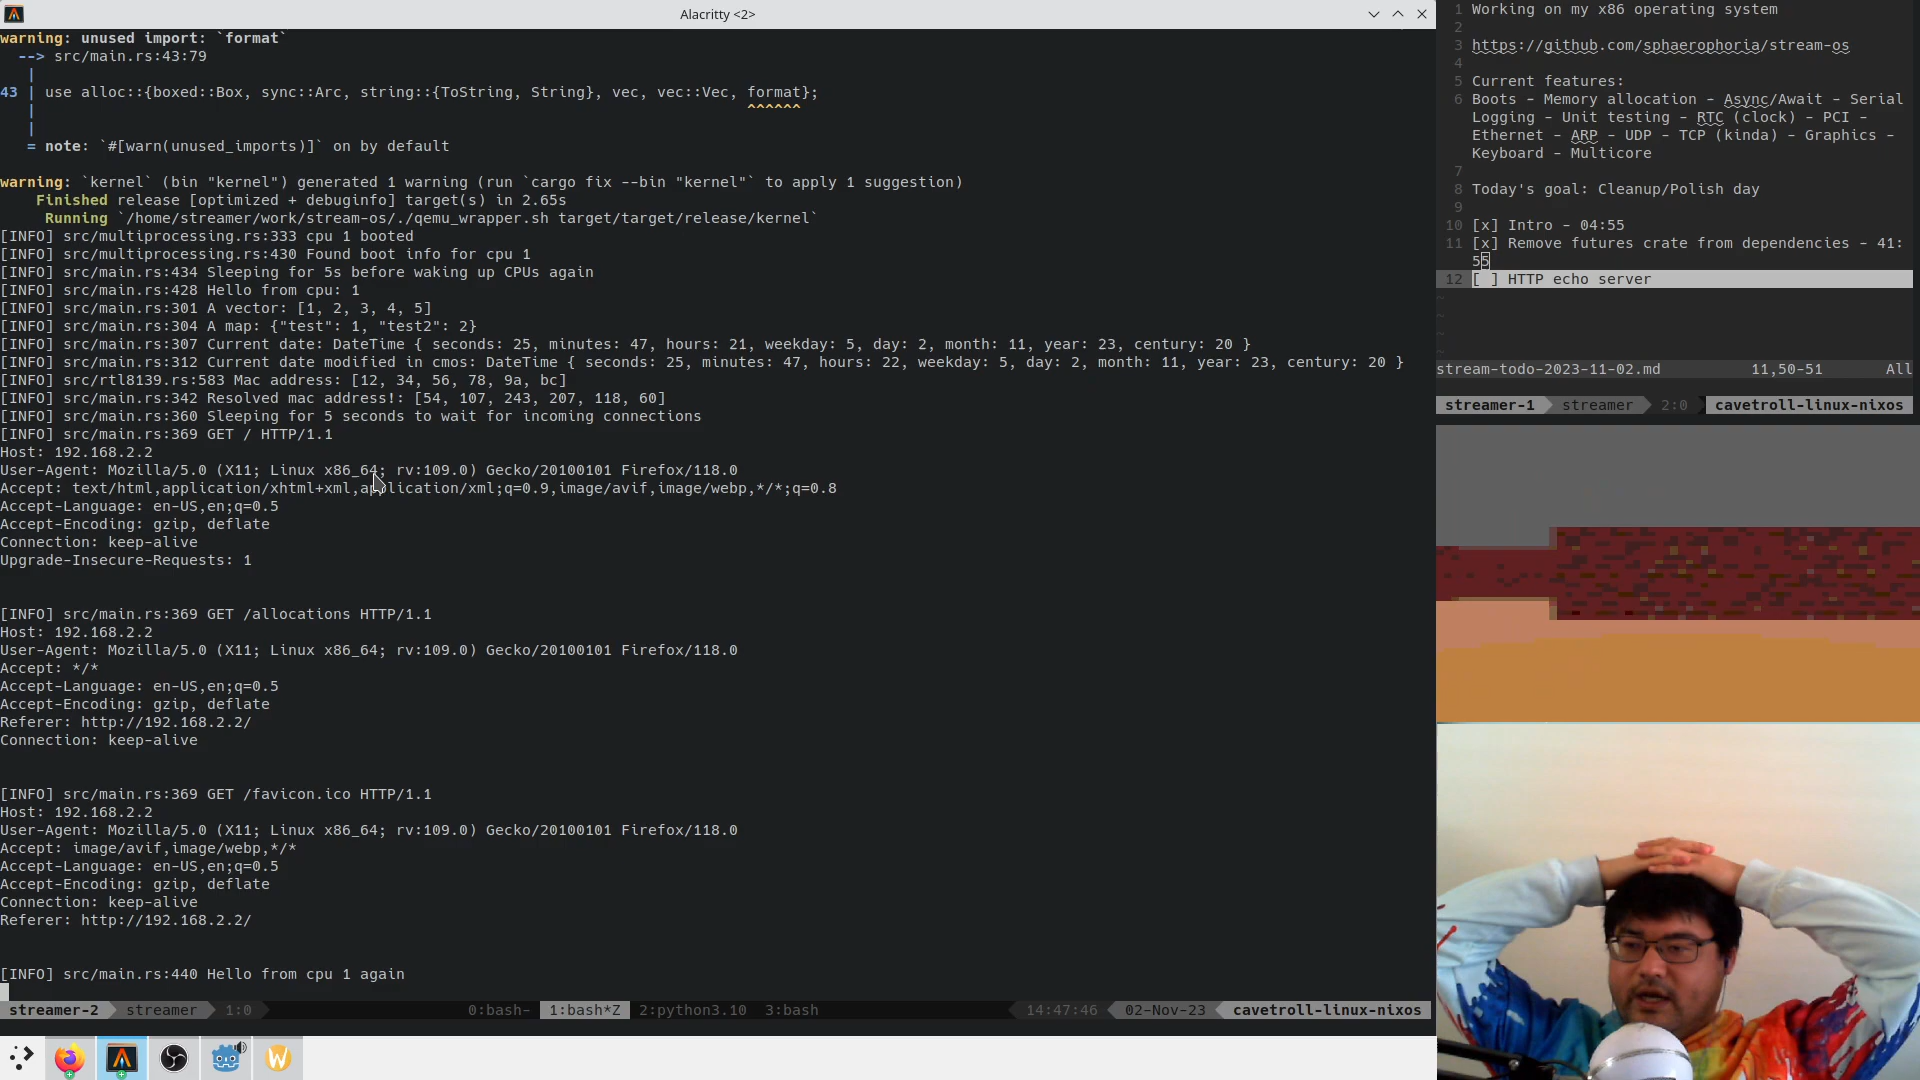 Alacritty <2>
warning: unused import: `format`
--> src/main.rs:43:79
|
43 | use alloc::{boxed::Box, sync::Arc, string::{ToString, String}, vec, vec::Vec, format};
| ^^^^^^
|
= note: `#[warn(unused_imports)]` on by default
warning: `kernel` (bin "kernel") generated 1 warning (run `cargo fix --bin "kernel"` to apply 1 suggestion)
Finished release [optimized + debuginfo] target(s) in 2.65s
Running `/home/streamer/work/stream-os/./qemu_wrapper.sh target/target/release/kernel`
[INFO] src/multiprocessing.rs:333 cpu 1 booted
[INFO] src/multiprocessing.rs:430 Found boot info for cpu 1
[INFO] src/main.rs:434 Sleeping for 5s before waking up CPUs again
[INFO] src/main.rs:428 Hello from cpu: 1
[INFO] src/main.rs:301 A vector: [1, 2, 3, 4, 5]
[INFO] src/main.rs:304 A map: {"test": 1, "test2": 2}
[INFO] src/main.rs:307 Current date: DateTime { seconds: 25, minutes: 47, hours: 21, weekday: 5, day: 2, month: 11, year: 23, century: 20 }
[INFO] src/main.rs:312 Current date modified in cmos: DateTime { seconds: 25, minutes: 47, hours: 22, weekday: 5, day: 2, month: 11, year: 23, century: 20 }
[INFO] src/rtl8139.rs:583 Mac address: [12, 34, 56, 78, 9a, bc]
[INFO] src/main.rs:342 Resolved mac address!: [54, 107, 243, 207, 118, 60]
[INFO] src/main.rs:360 Sleeping for 5 seconds to wait for incoming connections
[INFO] src/main.rs:369 GET / HTTP/1.1
Host: 192.168.2.2
User-Agent: Mozilla/5.0 (X11; Linux x86_64; rv:109.0) Gecko/20100101 Firefox/118.0
Accept: text/html,application/xhtml+xml,application/xml;q=0.9,image/avif,image/webp,*/*;q=0.8
Accept-Language: en-US,en;q=0.5
Accept-Encoding: gzip, deflate
Connection: keep-alive
Upgrade-Insecure-Requests: 1
[INFO] src/main.rs:369 GET /allocations HTTP/1.1
Host: 192.168.2.2
User-Agent: Mozilla/5.0 (X11; Linux x86_64; rv:109.0) Gecko/20100101 Firefox/118.0
Accept: */*
Accept-Language: en-US,en;q=0.5
Accept-Encoding: gzip, deflate
Referer: http://192.168.2.2/
Connection: keep-alive
[INFO] src/main.rs:369 GET /favicon.ico HTTP/1.1
Host: 192.168.2.2
User-Agent: Mozilla/5.0 (X11; Linux x86_64; rv:109.0) Gecko/20100101 Firefox/118.0
Accept: image/avif,image/webp,*/*
Accept-Language: en-US,en;q=0.5
Accept-Encoding: gzip, deflate
Connection: keep-alive
Referer: http://192.168.2.2/
[INFO] src/main.rs:440 Hello from cpu 1 again
streamer-2 streamer 1:0 0:bash- 1:bash*Z 2:python3.10 3:bash 14:47:46 02-Nov-23 cavetroll-linux-nixos
1 Working on my x86 operating system
2
3 https://github.com/sphaerophoria/stream-os
4
5 Current features:
6 Boots - Memory allocation - Async/Await - Serial
Logging - Unit testing - RTC (clock) - PCI -
Ethernet - ARP - UDP - TCP (kinda) - Graphics -
Keyboard - Multicore
7
8 Today's goal: Cleanup/Polish day
9
10 [x] Intro - 04:55
11 [x] Remove futures crate from dependencies - 41:
55
12 [ ] HTTP echo server
~
~
~
~
stream-todo-2023-11-02.md 11,50-51 All
streamer-1 streamer 2:0 cavetroll-linux-nixos